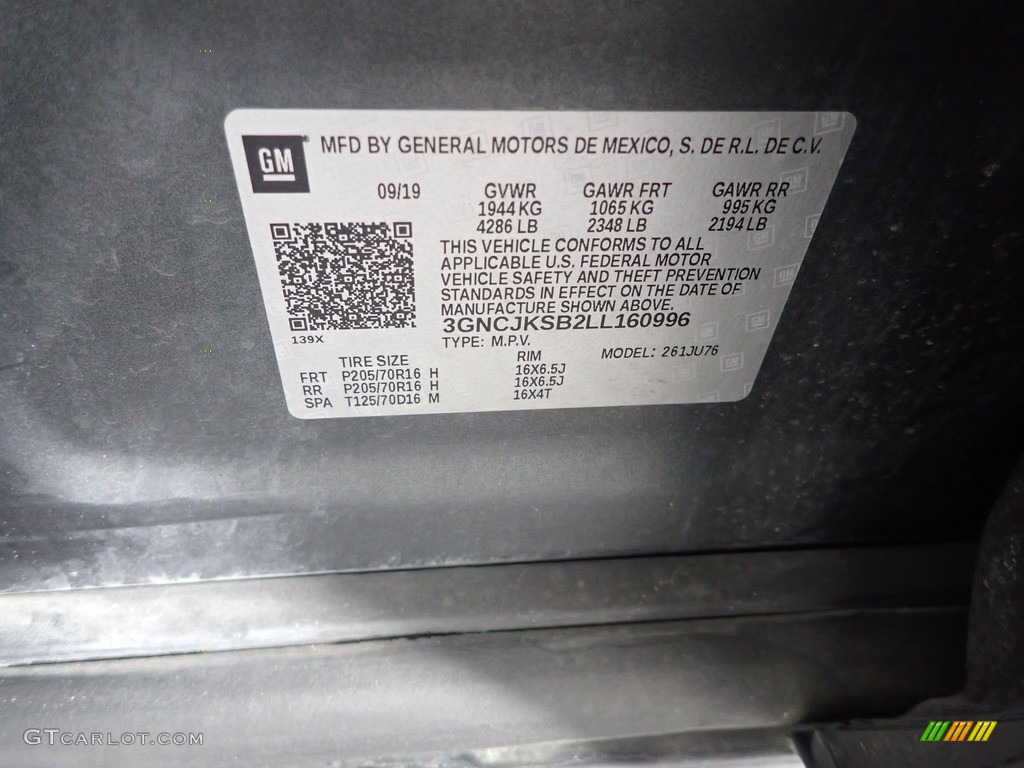 GM
MFD BY GENERAL MOTORS DE MEXICO, S. DE R.L. DE C.V.
09/19 GVWR GAWR FRT GAWR RR
1944 KG 1065 KG 995 KG
4286 LB 2348 LB 2194 LB
THIS VEHICLE CONFORMS TO ALL
APPLICABLE U.S. FEDERAL MOTOR
VEHICLE SAFETY AND THEFT PREVENTION
STANDARDS IN EFFECT ON THE DATE OF
MANUFACTURE SHOWN ABOVE.
3GNCJKSB2LL160996
139X
TYPE: M.P.V.
MODEL: 261JU76
TIRE SIZE RIM
FRT P205/70R16 H 16X6.5J
RR P205/70R16 H 16X6.5J
SPA T125/70D16 M 16X4T
GTCARLOT.COM